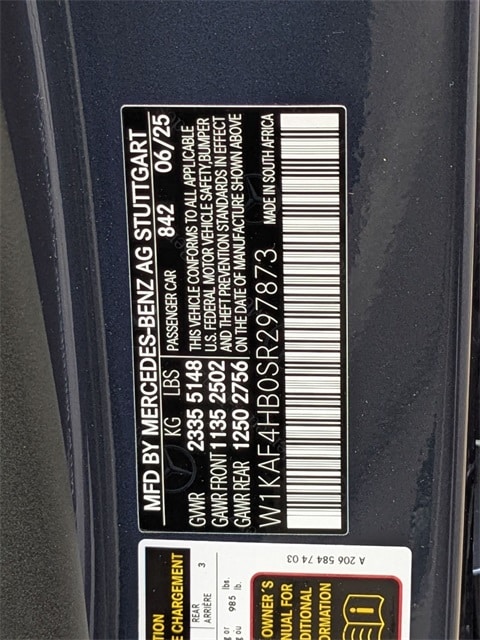 MFD BY MERCEDES-BENZ AG STUTTGART
KG LBS PASSENGER CAR 842 06/25
GVWR 2335 5148 THIS VEHICLE CONFORMS TO ALL APPLICABLE
GAWR FRONT 1135 2502 U.S. FEDERAL MOTOR VEHICLE SAFETY,BUMPER
AND THEFT PREVENTION STANDARDS IN EFFECT
GAWR REAR 1250 2756 ON THE DATE OF MANUFACTURE SHOWN ABOVE
W1KAF4HB0SR297873 MADE IN SOUTH AFRICA
E CHARGEMENT
REAR 3
ARRIÈRE
985 lbs.
lb.
OWNER'S
A 206 584 74 03